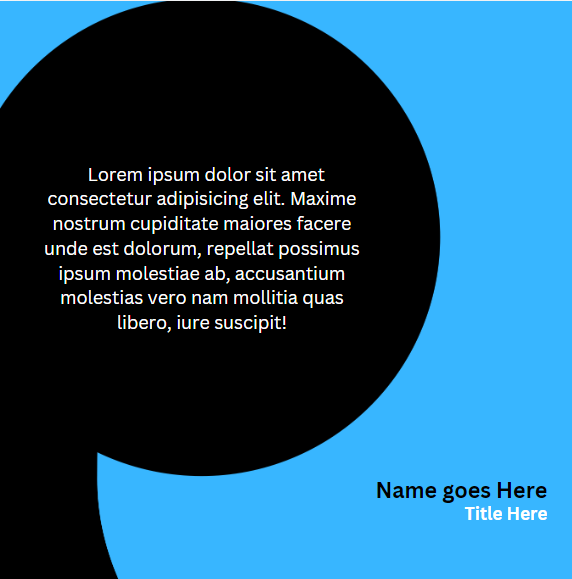 Lorem ipsum dolor sit amet
consectetur adipisicing elit. Maxime
nostrum cupiditate maiores facere
unde est dolorum, repellat possimus
ipsum molestiae ab, accusantium
molestias vero nam mollitia quas
libero, iure suscipit!
Name goes Here
Title Here